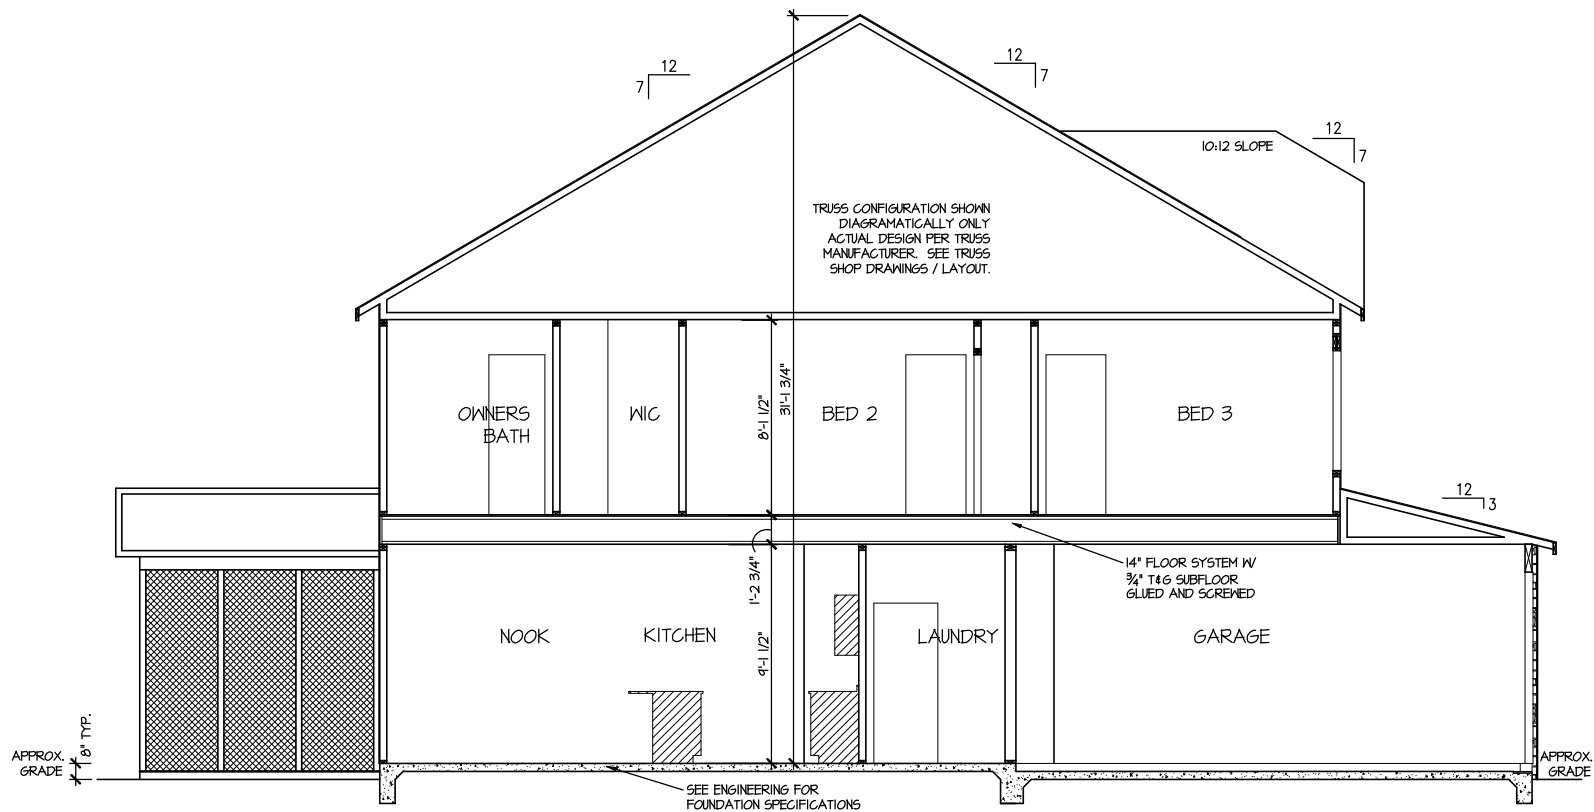 12
7
12
7
12
7
10:12 SLOPE
TRUSS CONFIGURATION SHOWN
DIAGRAMATICALLY ONLY
ACTUAL DESIGN PER TRUSS
MANUFACTURER. SEE TRUSS
SHOP DRAWINGS / LAYOUT.
31'-1 3/4"
8'-1 1/2"
OWNERS
BATH
WIC
BED 2
BED 3
12
3
14" FLOOR SYSTEM W/
3/4" T&G SUBFLOOR
GLUED AND SCREWED
1'-2 3/4"
9'-1 1/2"
NOOK
KITCHEN
LAUNDRY
GARAGE
8" TYP.
APPROX.
GRADE
APPROX.
GRADE
SEE ENGINEERING FOR
FOUNDATION SPECIFICATIONS